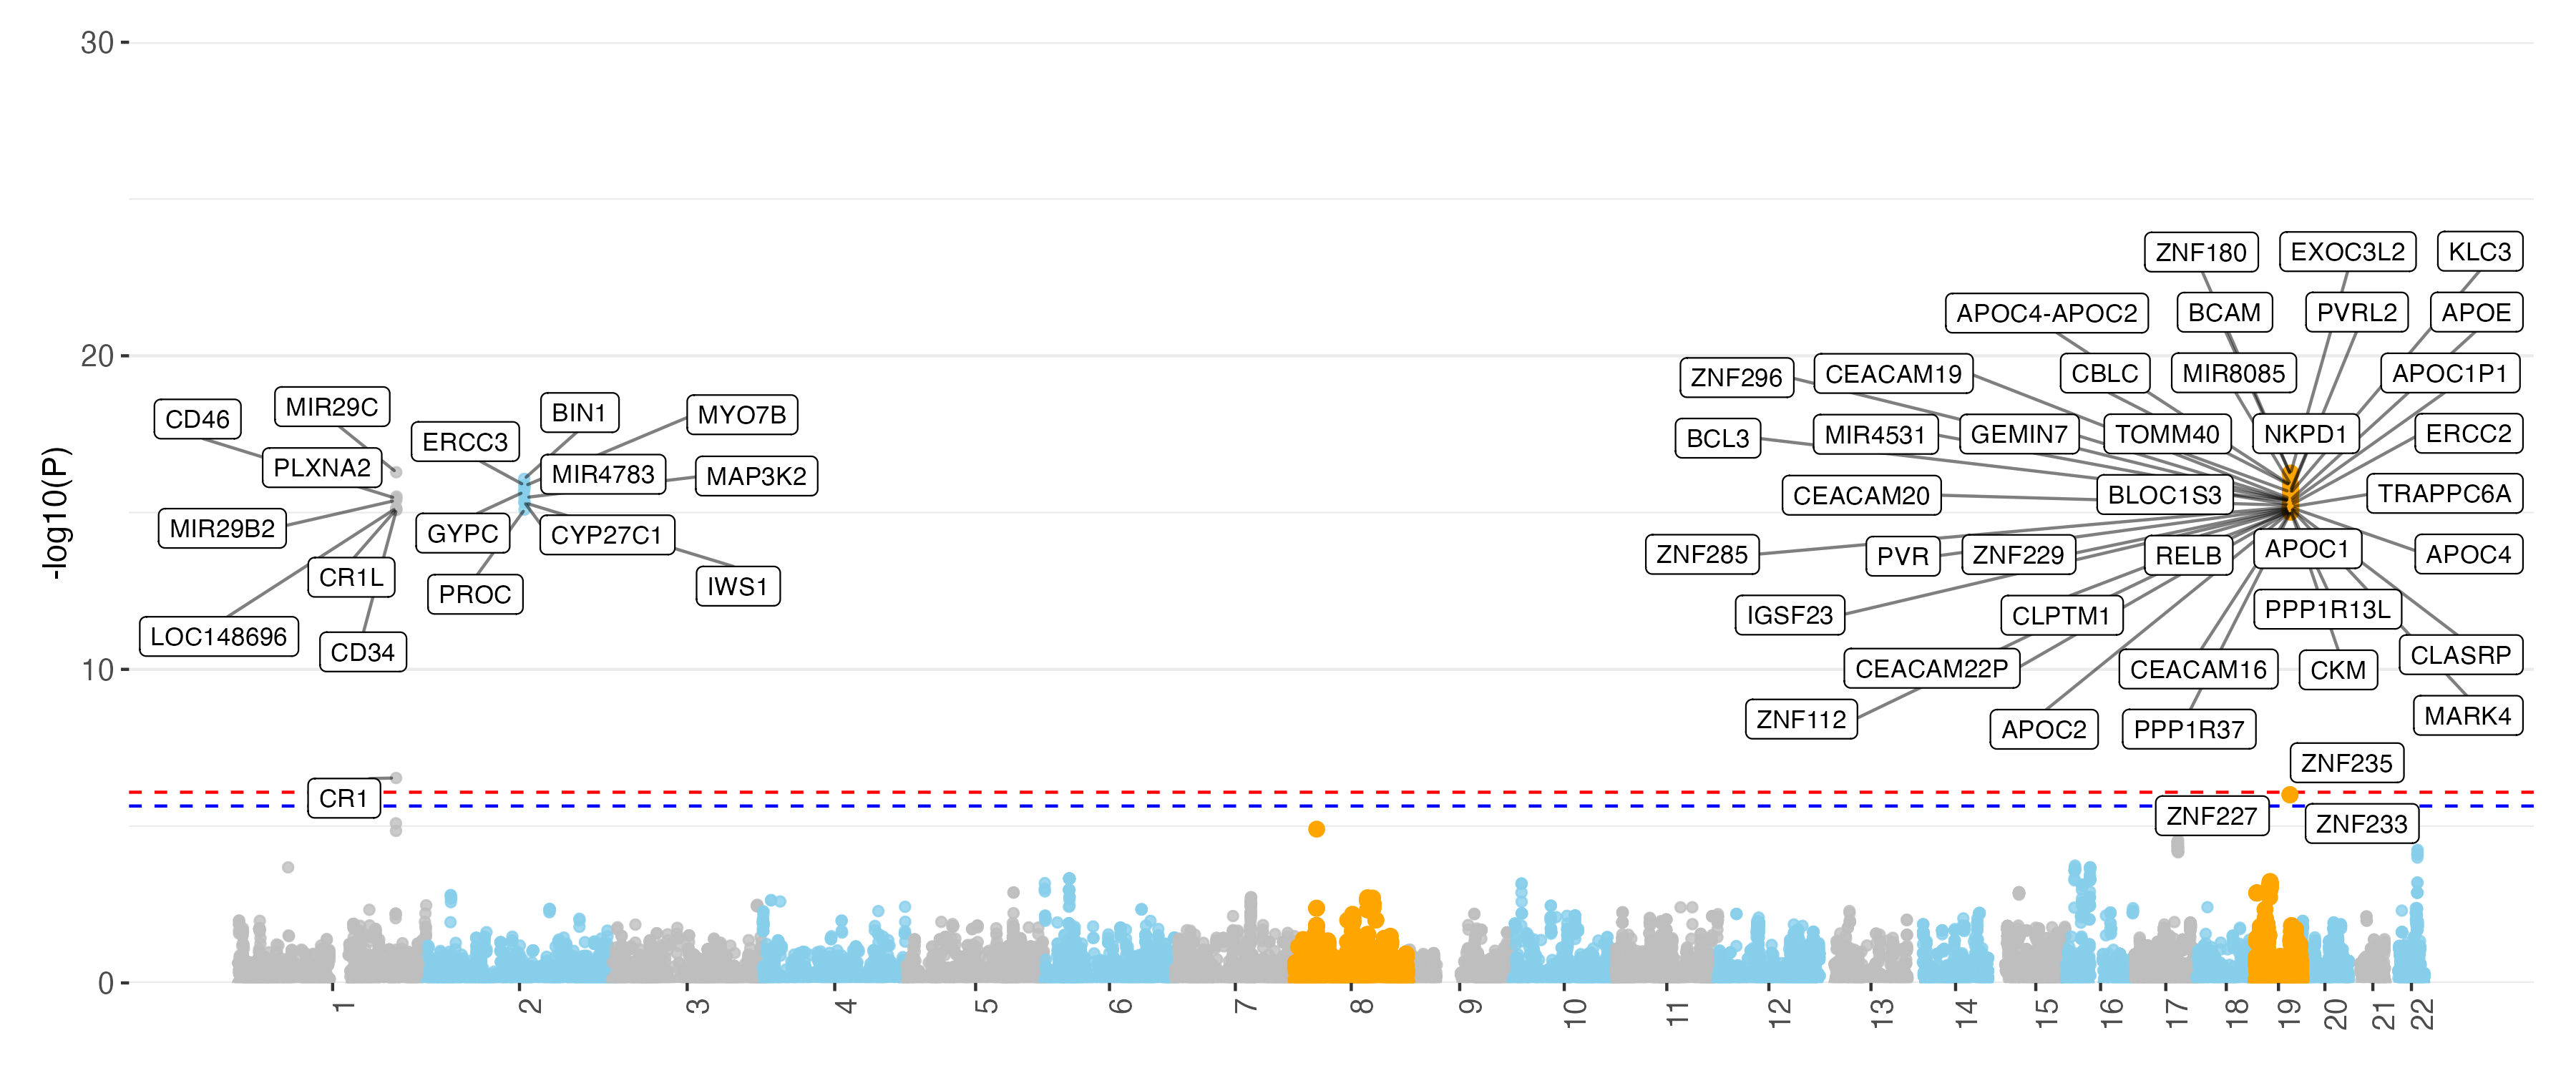 30
ZNF180 EXOC3L2 KLC3
APOC4-APOC2 BCAM PVRL2 APOE
20
ZNF296 CEACAM19 CBLC MIR8085 APOC1P1
CD46 MIR29C BIN1 MYO7B
ERCC3 BCL3 MIR4531 GEMIN7 TOMM40 NKPD1 ERCC2
PLXNA2 MIR4783 MAP3K2
CEACAM20 BLOC1S3 TRAPPC6A
-log10(P)
MIR29B2 GYPC CYP27C1
ZNF285 PVR ZNF229 RELB APOC1 APOC4
CR1L PROC IWS1
IGSF23 CLPTM1 PPP1R13L
LOC148696 CD34
CLASRP
10
CEACAM22P CEACAM16 CKM
ZNF112 APOC2 PPP1R37 MARK4
ZNF235
CR1
ZNF227 ZNF233
0
1 2 3 4 5 6 7 8 9 10 11 12 13 14 15 16 17 18 19 20 21 22